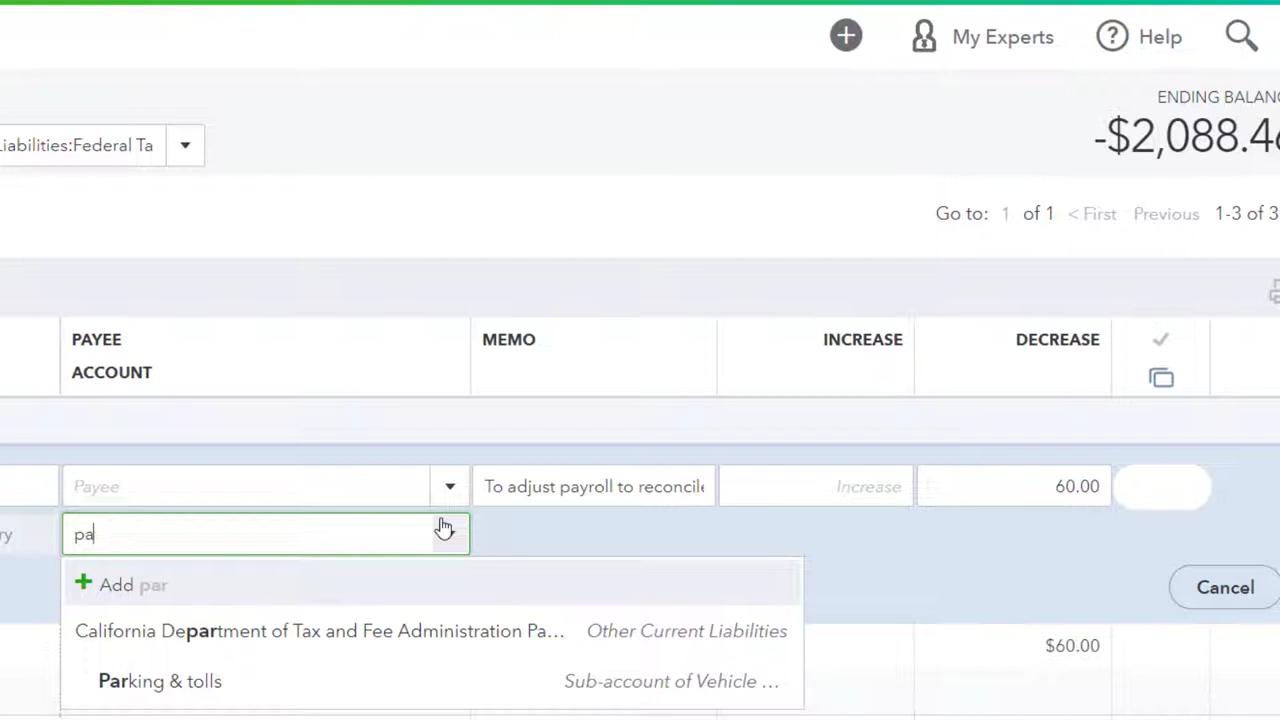 My Experts
Help
ENDING BALANC
Liabilities:Federal Ta
-$2,088.46
Go to: 1 of 1 < First Previous 1-3 of 3
PAYEE MEMO INCREASE DECREASE
ACCOUNT
Payee To adjust payroll to reconcile Increase 60.00
ry pa
Add par
Cancel
California Department of Tax and Fee Administration Pa... Other Current Liabilities
$60.00
Parking & tolls Sub-account of Vehicle ...